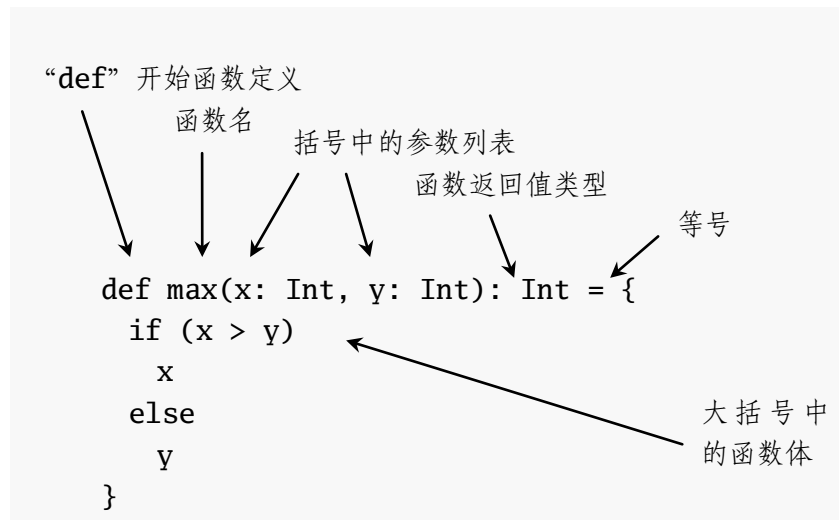 “def” 开始函数定义
函数名
括号中的参数列表
函数返回值类型
等号
def max(x: Int, y: Int): Int = {
  if (x > y)
    x
  else
    y
}
大括号中
的函数体